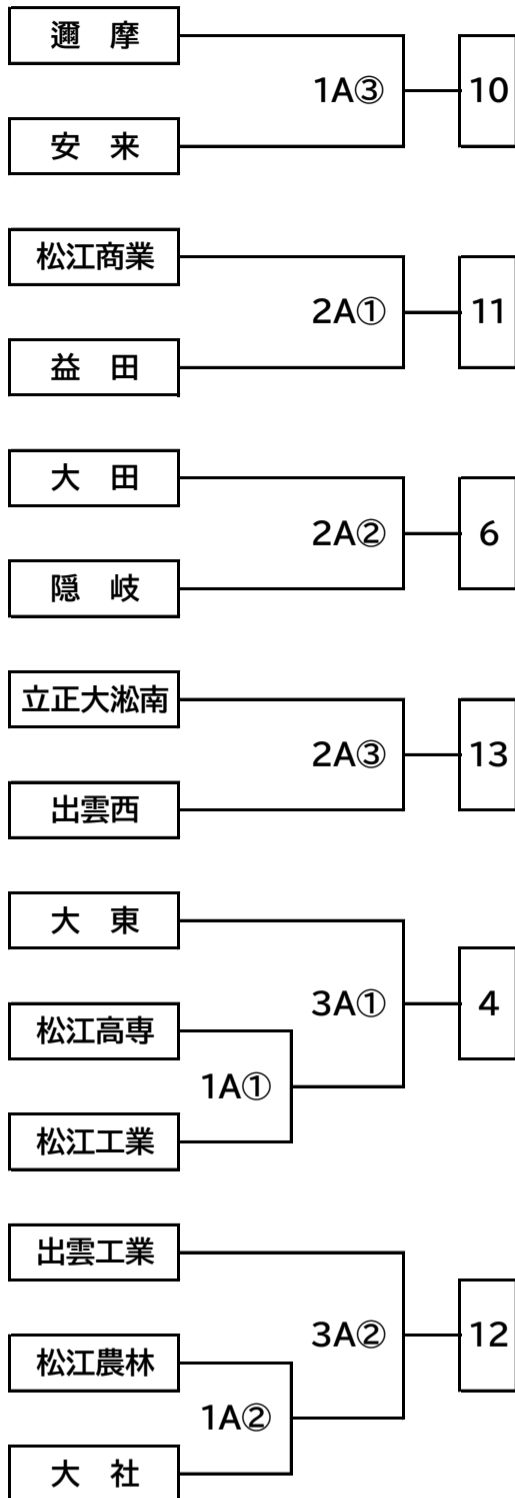 邇　摩
1A③
10
安　来
松江商業
2A①
11
益　田
大　田
2A②
6
隠　岐
立正大淞南
2A③
13
出雲西
大　東
3A①
4
松江高専
1A①
松江工業
出雲工業
3A②
12
松江農林
1A②
大　社